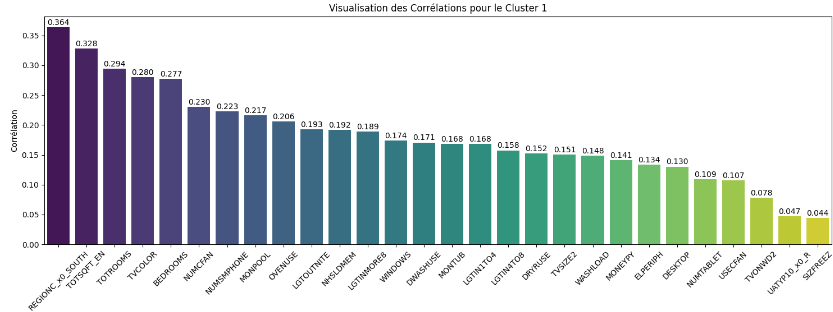 Visualisation des Corrélations pour le Cluster 1
Corrélation
0.35
0.30
0.25
0.20
0.15
0.10
0.05
0.00
0.364
0.328
0.294
0.280
0.277
0.230
0.223
0.217
0.206
0.193
0.192
0.189
0.174
0.171
0.168
0.168
0.158
0.152
0.151
0.148
0.141
0.134
0.130
0.109
0.107
0.078
0.047
0.044
REGIONC_x0_SOUTH
TOTSQFT_EN
TOTROOMS
TVCOLOR
BEDROOMS
NUMCFAN
NUMSMPHONE
MONPOOL
OVENUSE
LGTOUTNITE
NHSLDMEM
LGTINMORE8
WINDOWS
DWASHUSE
MONTUB
LGTIN1TO4
LGTIN4TO8
DRYRUSE
TVSIZE2
WASHLOAD
MONEYPY
ELPERIPH
DESKTOP
NUMTABLET
USECFAN
TVONWD2
UATYP10_x0_R
SIZFREEZ